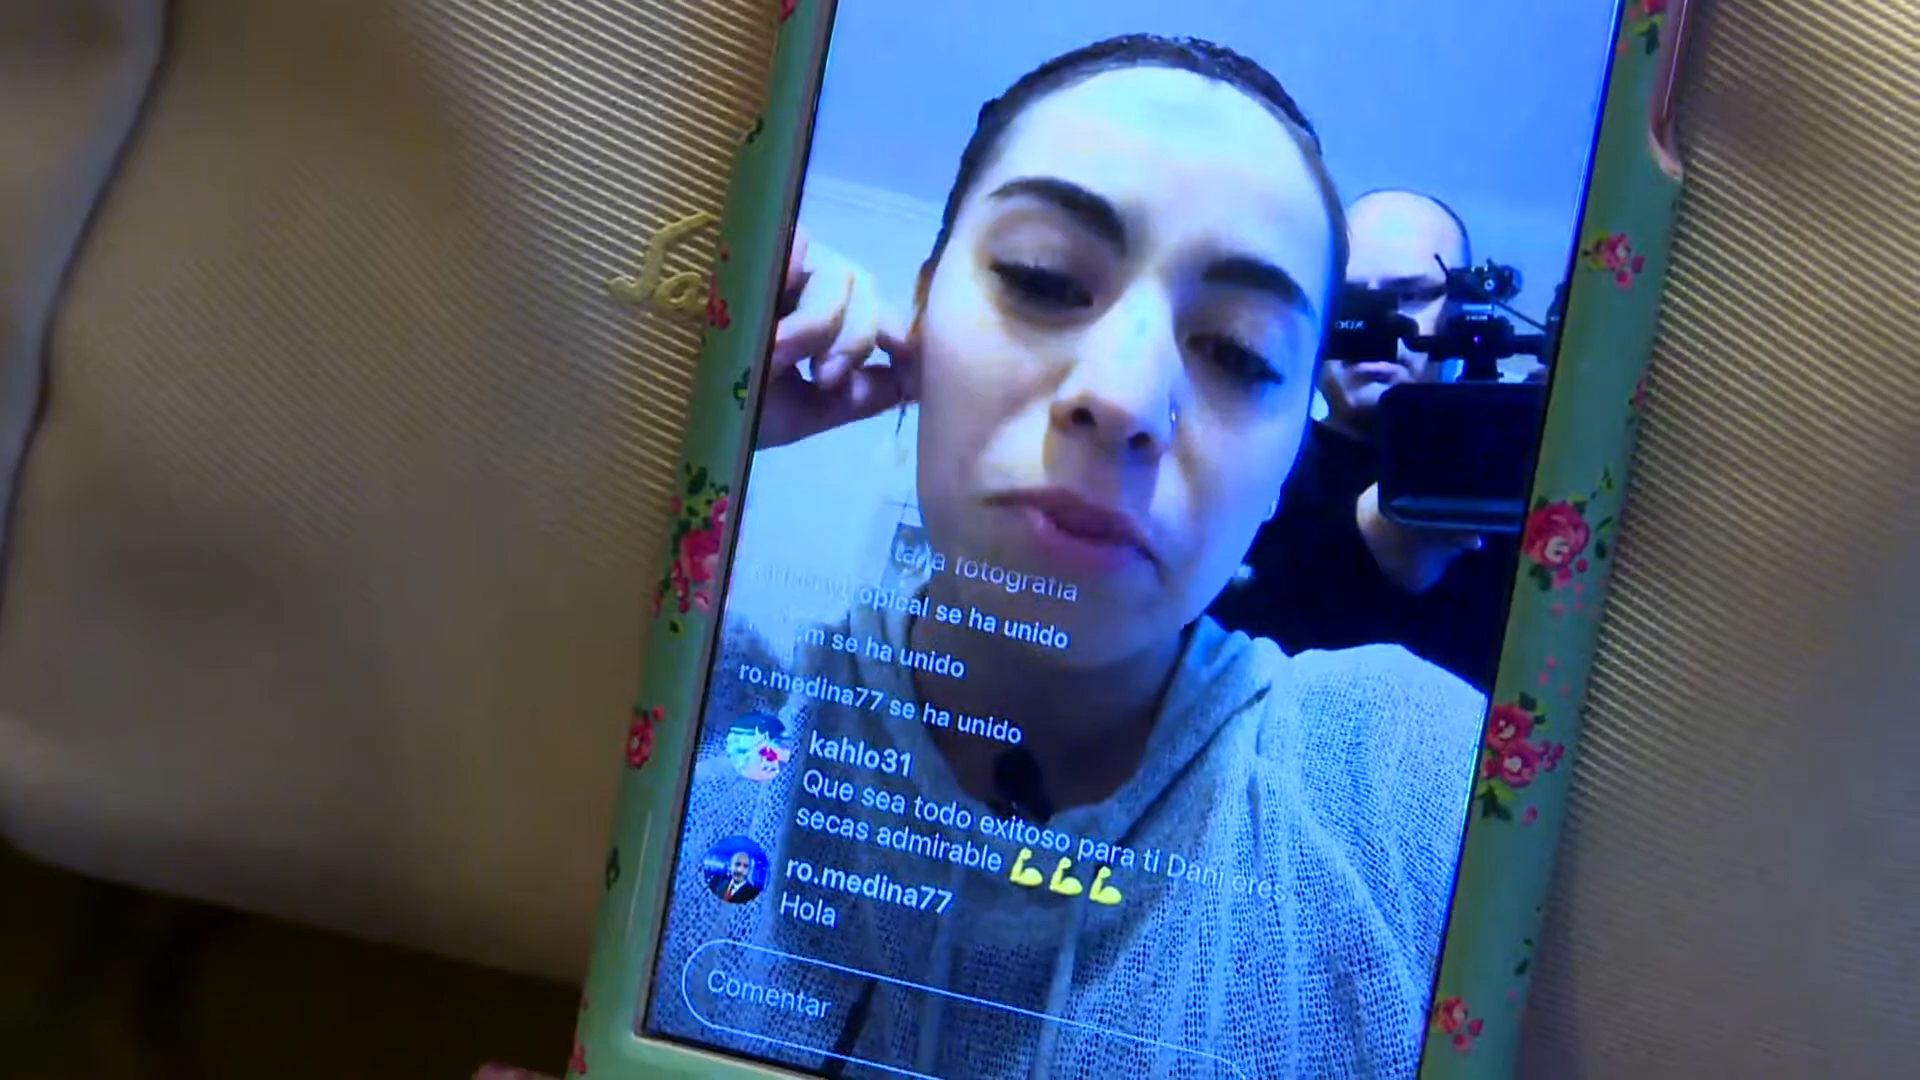 fotografía
tropical se ha unido
m se ha unido
ro.medina77 se ha unido
kahlo31
Que sea todo exitoso para ti Dani eres
secas admirable 💪💪💪
ro.medina77
Hola
Comentar